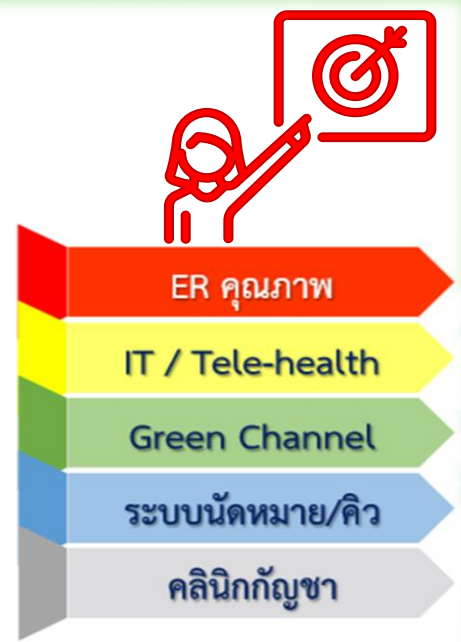 ER คุณภาพ
IT / Tele-health
Green Channel
ระบบนัดหมาย/คิว
คลินิกกัญชา